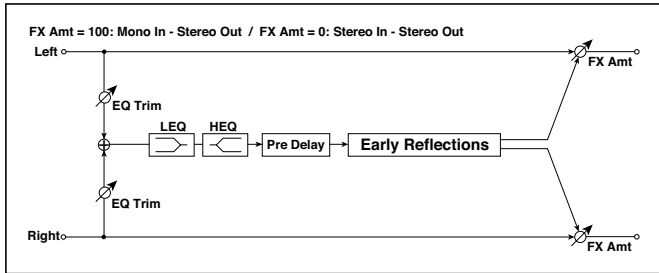 FX Amt = 100: Mono In - Stereo Out / FX Amt = 0: Stereo In - Stereo Out
Left
FX Amt
EQ Trim
LEQ
HEQ
Pre Delay
Early Reflections
EQ Trim
Right
FX Amt